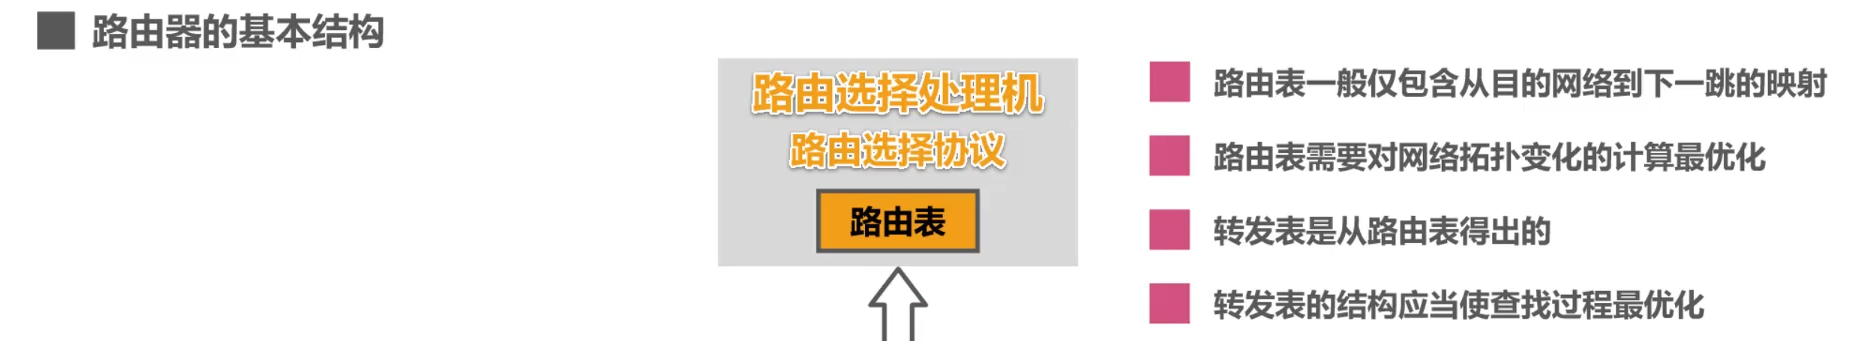 路由器的基本结构
路由选择处理机
路由选择协议
路由表
路由表一般仅包含从目的网络到下一跳的映射
路由表需要对网络拓扑变化的计算最优化
转发表是从路由表得出的
转发表的结构应当使查找过程最优化